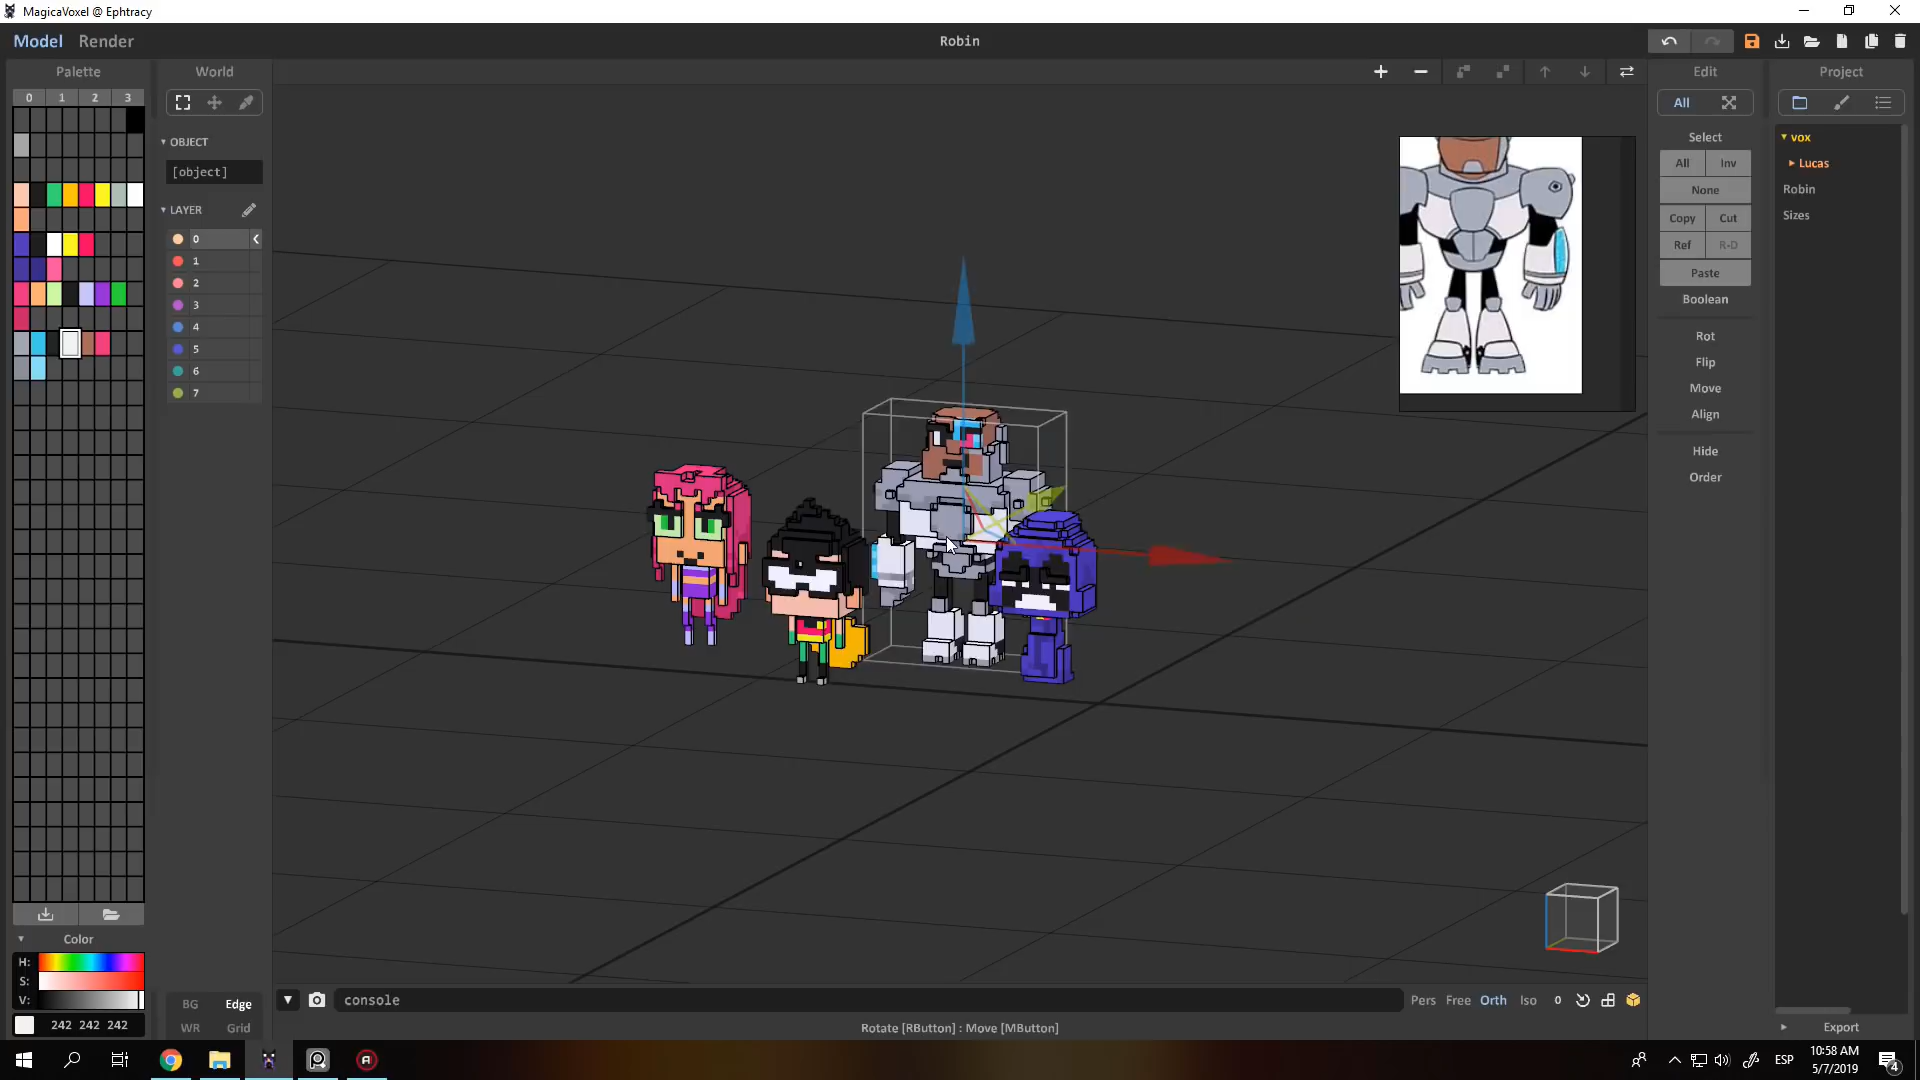 MagicaVoxel @ Ephtracy
Model Render
Robin
Palette
World
Edit
Project
0 1 2 3
All
OBJECT
Select
vox
[object]
All Inv
Lucas
None
Robin
LAYER
Copy Cut
Sizes
0
Ref R-D
1
Paste
2
Boolean
3
4
Rot
5
Flip
6
Move
7
Align
Hide
Order
Color
H:
S:
V:
BG Edge
console
Pers Free Orth Iso 0
242 242 242
WR Grid
Rotate [RButton] : Move [MButton]
Export
ESP
10:58 AM
5/7/2019
4